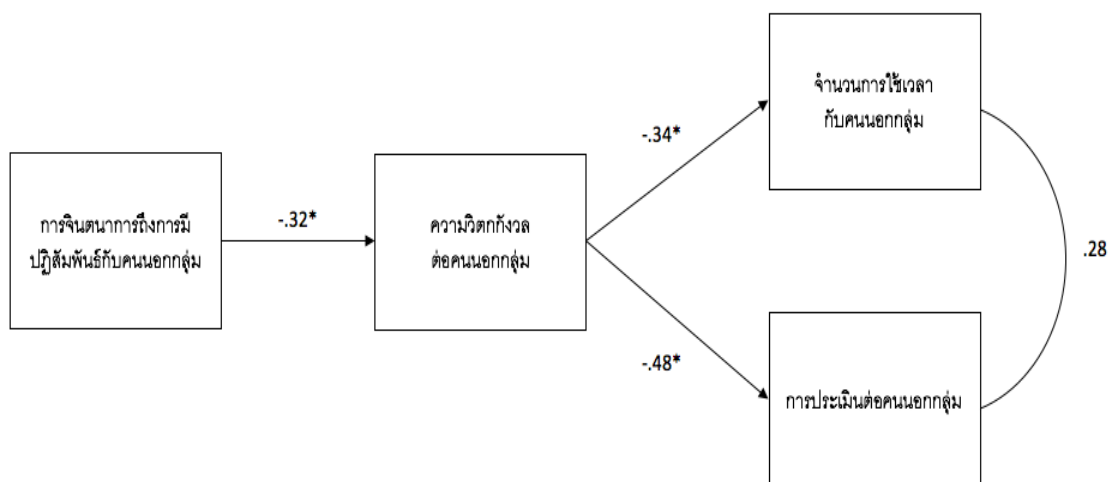 การจินตนาการถึงการมี
ปฏิสัมพันธ์กับคนนอกกลุ่ม
-.32*
ความวิตกกังวล
ต่อคนนอกกลุ่ม
-.34*
-.48*
จำนวนการใช้เวลา
กับคนนอกกลุ่ม
การประเมินต่อคนนอกกลุ่ม
.28